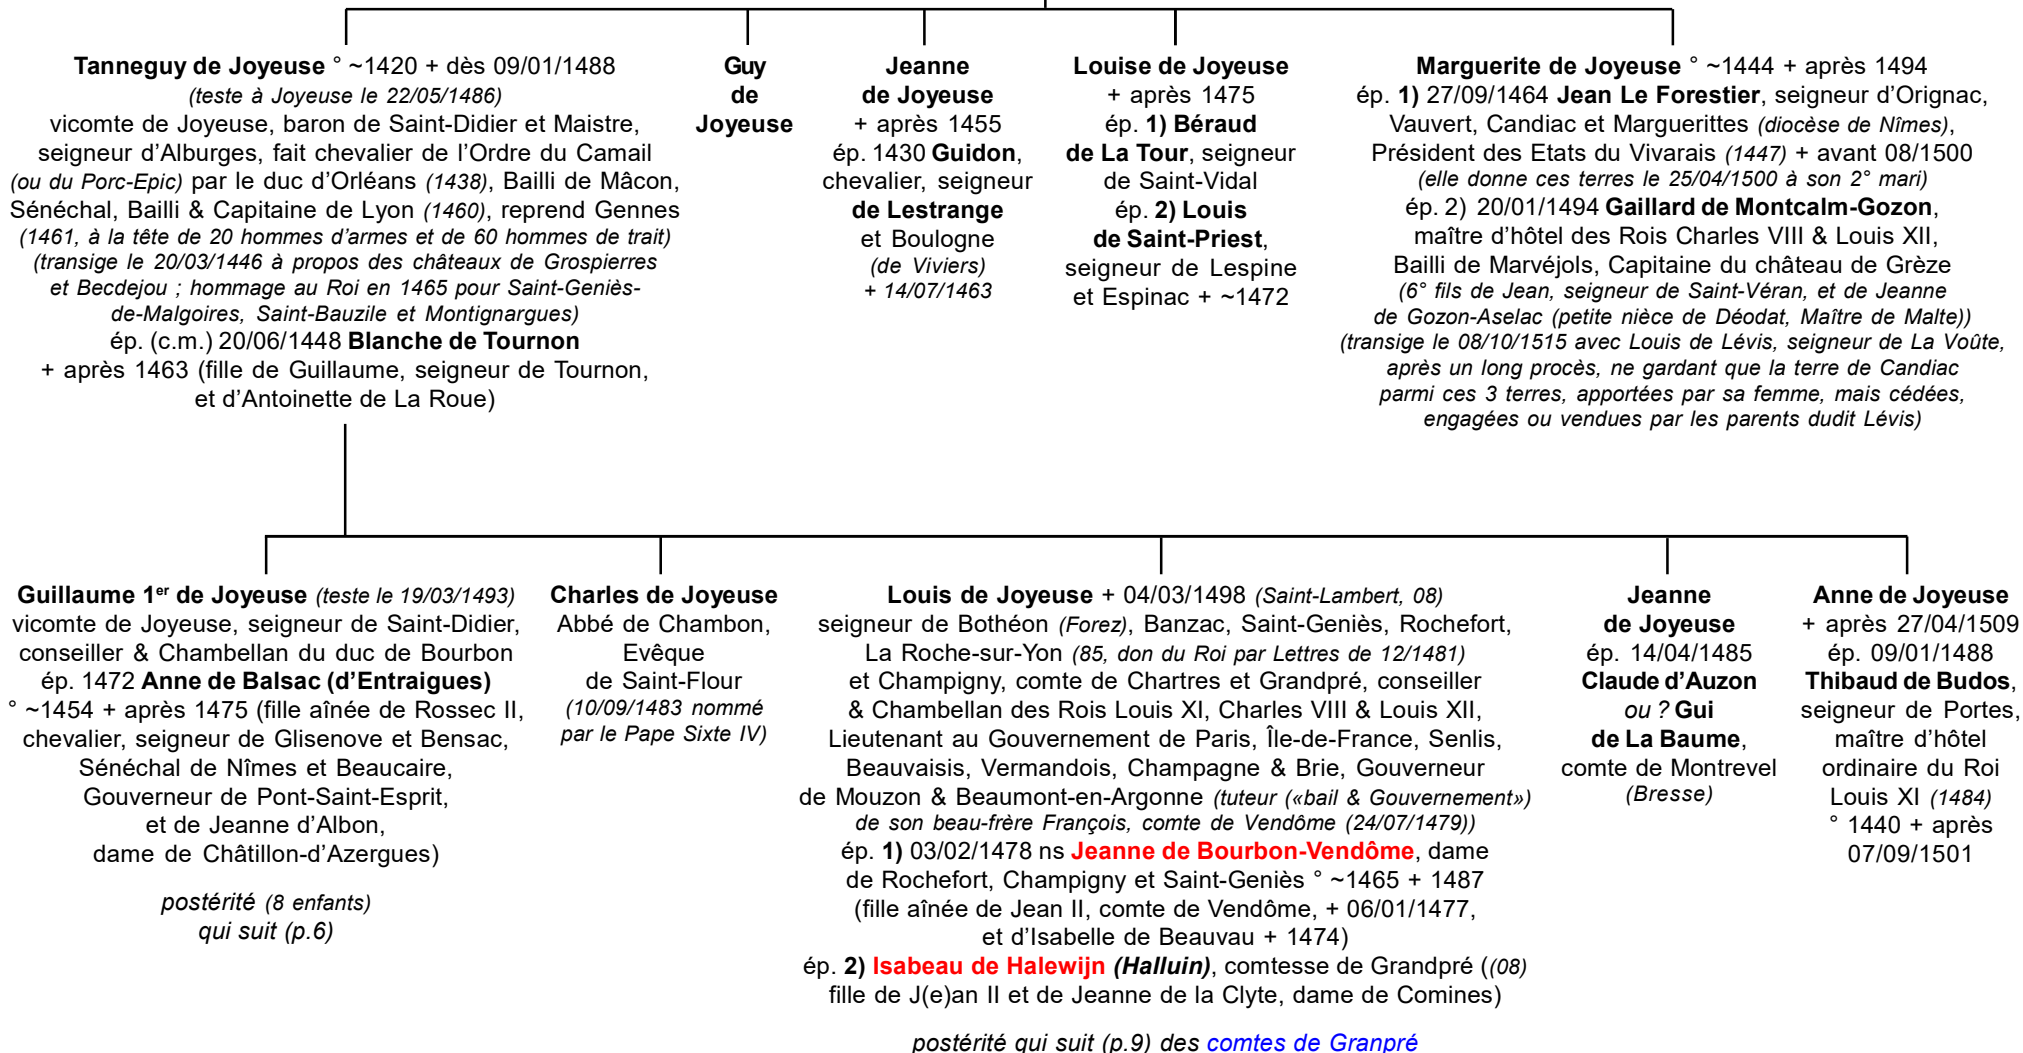 Tanneguy de Joyeuse ° ~1420 + dès 09/01/1488
(teste à Joyeuse le 22/05/1486)
vicomte de Joyeuse, baron de Saint-Didier et Maistre,
seigneur d’Alburges, fait chevalier de l’Ordre du Camail
(ou du Porc-Epic) par le duc d’Orléans (1438), Bailli de Mâcon,
Sénéchal, Bailli & Capitaine de Lyon (1460), reprend Gennes
(1461, à la tête de 20 hommes d’armes et de 60 hommes de trait)
(transige le 20/03/1446 à propos des châteaux de Grospierres
et Becdejou ; hommage au Roi en 1465 pour Saint-Geniès-
de-Malgoires, Saint-Bauzile et Montignargues)
ép. (c.m.) 20/06/1448 Blanche de Tournon
+ après 1463 (fille de Guillaume, seigneur de Tournon,
et d’Antoinette de La Roue)
Guy
de
Joyeuse
Jeanne
de Joyeuse
+ après 1455
ép. 1430 Guidon,
chevalier, seigneur
de Lestrange
et Boulogne
(de Viviers)
+ 14/07/1463
Louise de Joyeuse
+ après 1475
ép. 1) Béraud
de La Tour, seigneur
de Saint-Vidal
ép. 2) Louis
de Saint-Priest,
seigneur de Lespine
et Espinac + ~1472
Marguerite de Joyeuse ° ~1444 + après 1494
ép. 1) 27/09/1464 Jean Le Forestier, seigneur d’Orignac,
Vauvert, Candiac et Marguerittes (diocèse de Nîmes),
Président des Etats du Vivarais (1447) + avant 08/1500
(elle donne ces terres le 25/04/1500 à son 2° mari)
ép. 2) 20/01/1494 Gaillard de Montcalm-Gozon,
maître d’hôtel des Rois Charles VIII & Louis XII,
Bailli de Marvéjols, Capitaine du château de Grèze
(6° fils de Jean, seigneur de Saint-Véran, et de Jeanne
de Gozon-Aselac (petite nièce de Déodat, Maître de Malte))
(transige le 08/10/1515 avec Louis de Lévis, seigneur de La Voûte,
après un long procès, ne gardant que la terre de Candiac
parmi ces 3 terres, apportées par sa femme, mais cédées,
engagées ou vendues par les parents dudit Lévis)
Guillaume 1er de Joyeuse (teste le 19/03/1493)
vicomte de Joyeuse, seigneur de Saint-Didier,
conseiller & Chambellan du duc de Bourbon
ép. 1472 Anne de Balsac (d’Entraigues)
° ~1454 + après 1475 (fille aînée de Rossec II,
chevalier, seigneur de Glisenove et Bensac,
Sénéchal de Nîmes et Beaucaire,
Gouverneur de Pont-Saint-Esprit,
et de Jeanne d’Albon,
dame de Châtillon-d’Azergues)
postérité (8 enfants)
qui suit (p.6)
Charles de Joyeuse
Abbé de Chambon,
Evêque
de Saint-Flour
(10/09/1483 nommé
par le Pape Sixte IV)
Louis de Joyeuse + 04/03/1498 (Saint-Lambert, 08)
seigneur de Bothéon (Forez), Banzac, Saint-Geniès, Rochefort,
La Roche-sur-Yon (85, don du Roi par Lettres de 12/1481)
et Champigny, comte de Chartres et Grandpré, conseiller
& Chambellan des Rois Louis XI, Charles VIII & Louis XII,
Lieutenant au Gouvernement de Paris, Île-de-France, Senlis,
Beauvaisis, Vermandois, Champagne & Brie, Gouverneur
de Mouzon & Beaumont-en-Argonne (tuteur («bail & Gouvernement»)
de son beau-frère François, comte de Vendôme (24/07/1479))
ép. 1) 03/02/1478 ns Jeanne de Bourbon-Vendôme, dame
de Rochefort, Champigny et Saint-Geniès ° ~1465 + 1487
(fille aînée de Jean II, comte de Vendôme, + 06/01/1477,
et d’Isabelle de Beauvau + 1474)
ép. 2) Isabeau de Halewijn (Halluin), comtesse de Grandpré ((08)
fille de J(e)an II et de Jeanne de la Clyte, dame de Comines)
postérité qui suit (p.9) des comtes de Granpré
Jeanne
de Joyeuse
ép. 14/04/1485
Claude d’Auzon
ou ? Gui
de La Baume,
comte de Montrevel
(Bresse)
Anne de Joyeuse
+ après 27/04/1509
ép. 09/01/1488
Thibaud de Budos,
seigneur de Portes,
maître d’hôtel
ordinaire du Roi
Louis XI (1484)
° 1440 + après
07/09/1501